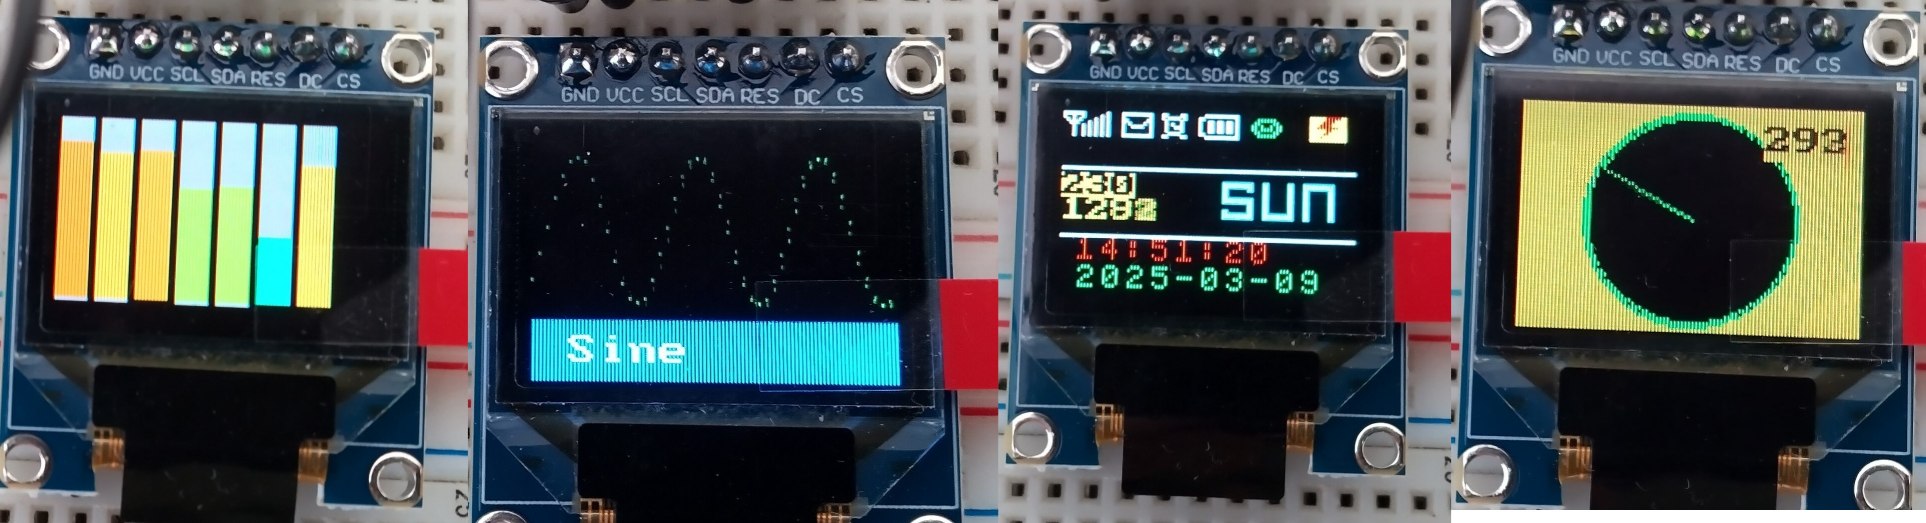 GND VCC SCL SDA RES DC CS
GND VCC SCL SDA RES DC CS
Sine
GND VCC SCL SDA RES DC CS
SUN
14:51:20
2025-03-09
GND VCC SCL SDA RES DC CS
292